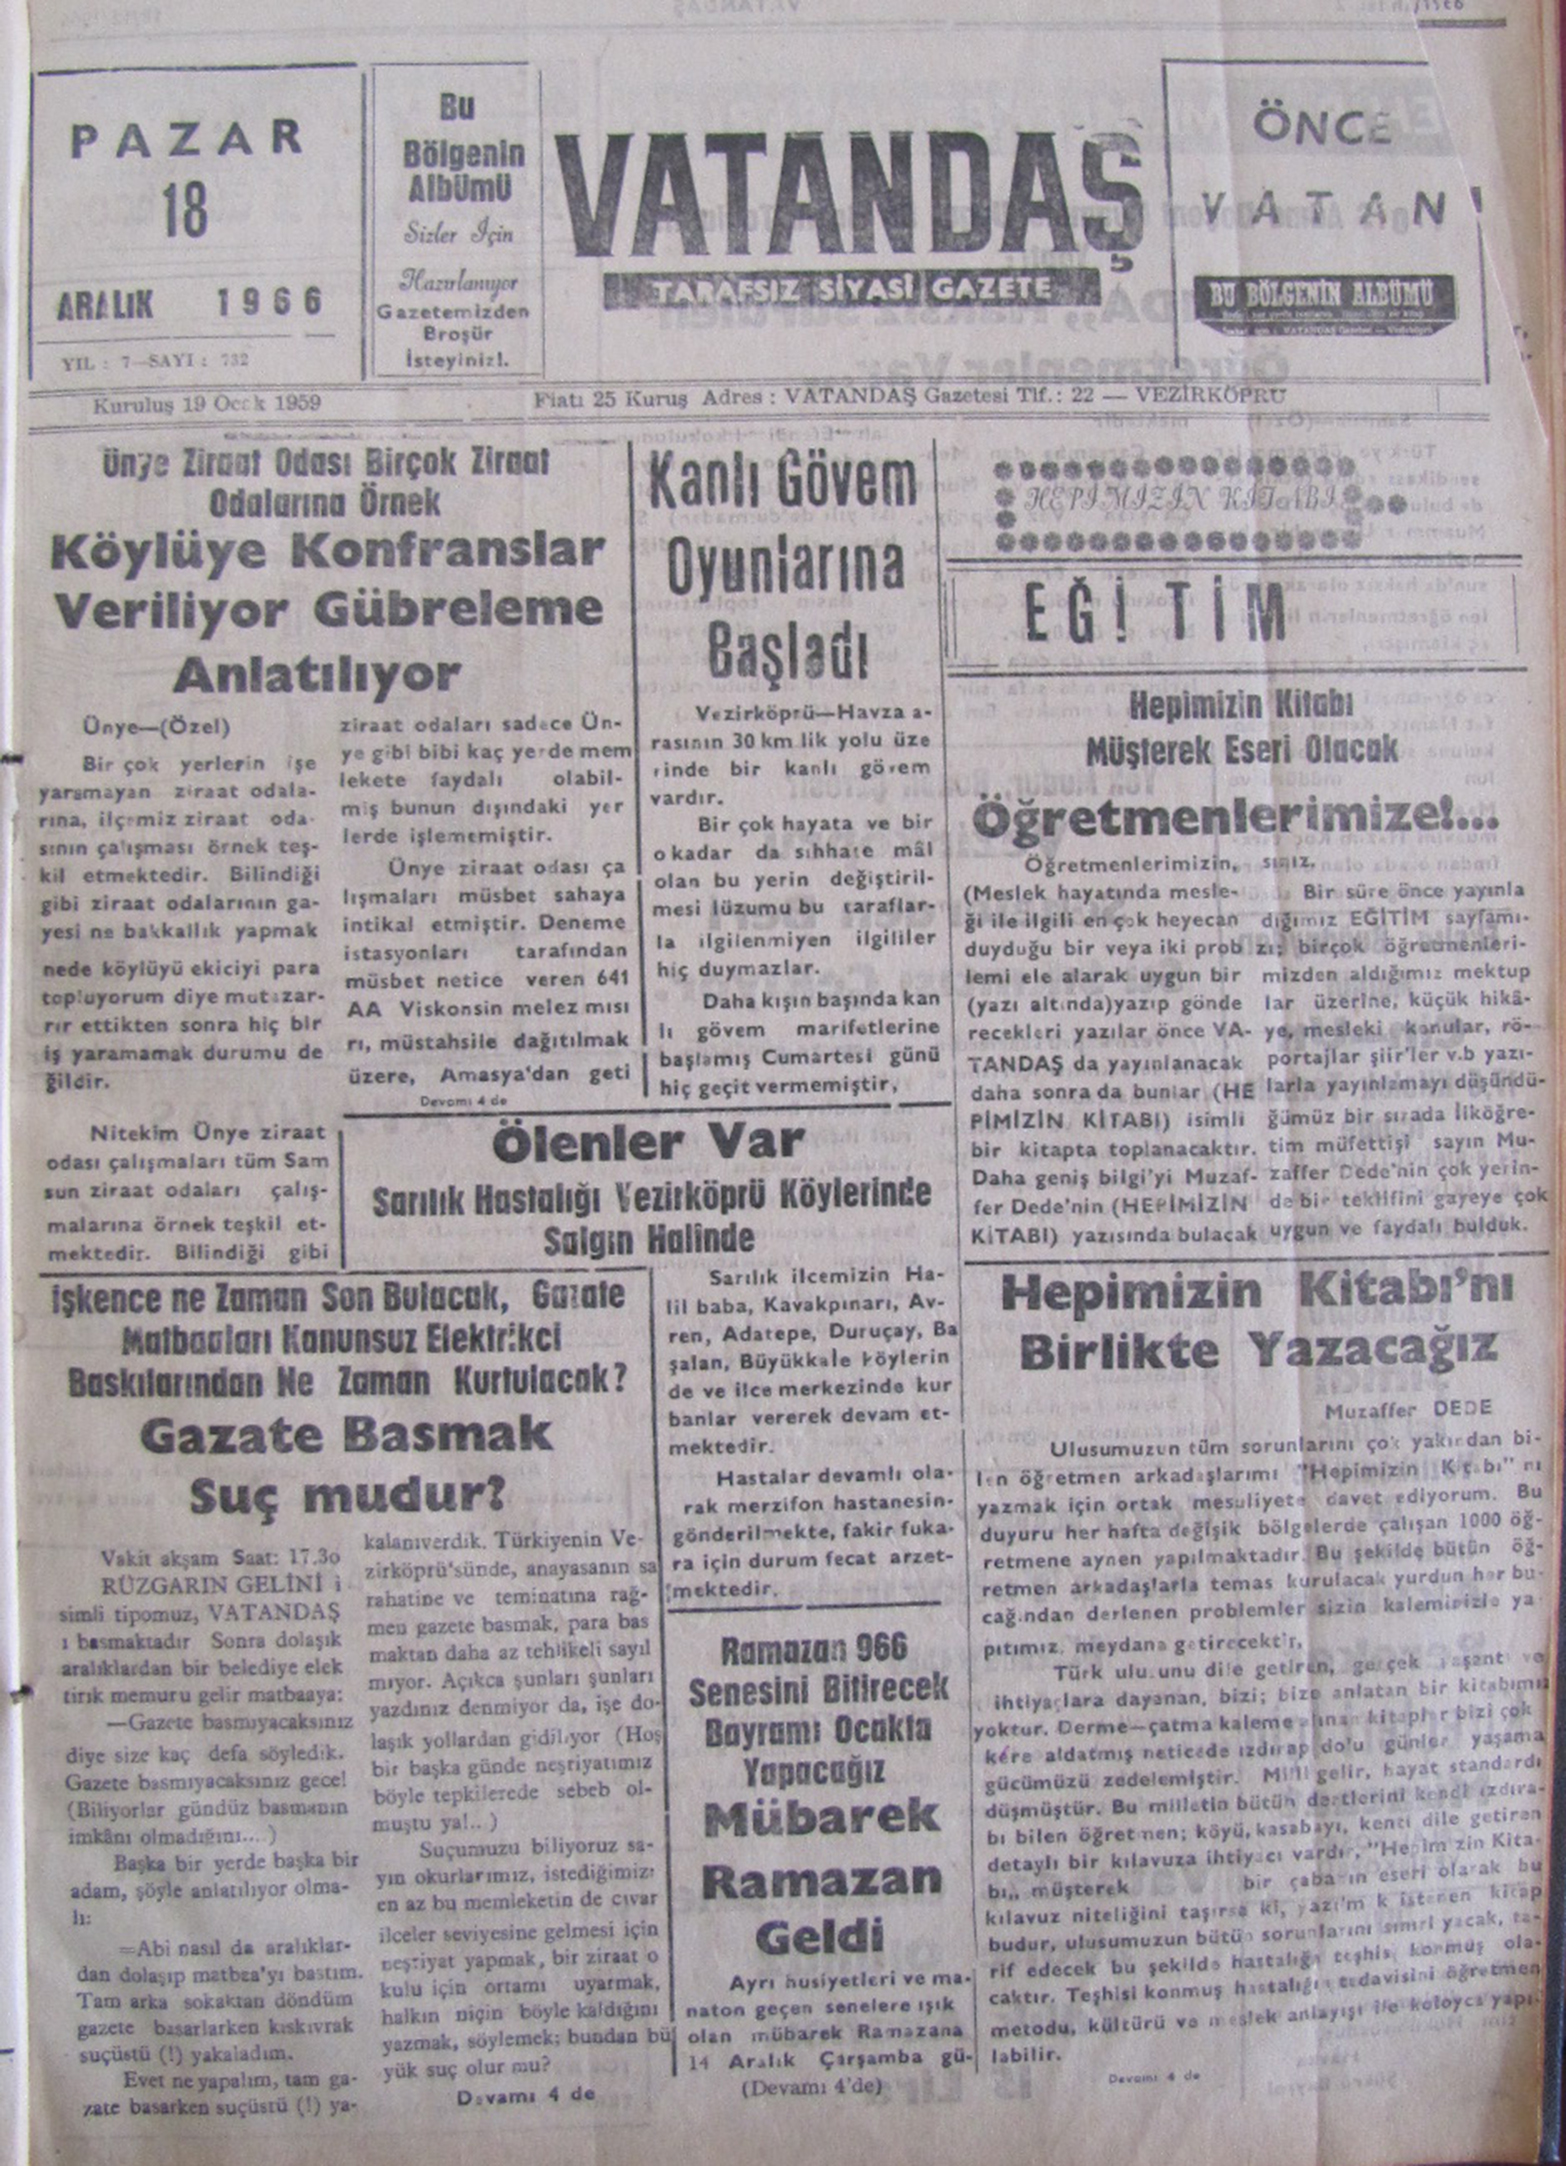 PAZAR
18
ARALIK 1966
YIL : 7—SAYI : 732
Bu
Bölgenin
Albümü
Sizler İçin
Hazırlanıyor
Gazetemizden
Broşür
İsteyiniz!.
VATANDAŞ
TARAFSIZ SİYASİ GAZETE
ÖNCE
VATAN!
BU BÖLGENİN ALBÜMÜ
Kuruluş 19 Ocak 1959
Fiatı 25 Kuruş Adres : VATANDAŞ Gazetesi Tlf. : 22 — VEZİRKÖPRÜ
Ünye Ziraat Odası Birçok Ziraat
Odalarına Örnek
Köylüye Konfranslar
Veriliyor Gübreleme
Anlatılıyor
Ünye—(Özel)
Bir çok yerlerin işe
yaramayan ziraat odala-
rına, ilçemiz ziraat oda-
sının çalışması örnek teş-
kil etmektedir. Bilindiği
gibi ziraat odalarının ga-
yesi ne bakkallık yapmak
nede köylüyü ekiciyi para
topluyorum diye mutazar-
rır ettikten sonra hiç bir
iş yaramamak durumu de
ğildir.
Nitekim Ünye ziraat
odası çalışmaları tüm Sam
sun ziraat odaları çalış-
malarına örnek teşkil et-
mektedir. Bilindiği gibi
ziraat odaları sadece Ün-
ye gibi bibi kaç yerde mem
lekete faydalı olabil-
miş bunun dışındaki yer
lerde işlememiştir.
Ünye ziraat odası ça
lışmaları müsbet sahaya
intikal etmiştir. Deneme
istasyonları tarafından
müsbet netice veren 641
AA Viskonsin melez mısı
rı, müstahsile dağıtılmak
üzere, Amasya'dan geti
Devamı 4 de
Kanlı Gövem
Oyunlarına
Başladı
Vezirköprü—Havza a-
rasının 30 km lik yolu üze
rinde bir kanlı gövem
vardır.
Bir çok hayata ve bir
o kadar da sıhhate mâl
olan bu yerin değiştiril-
mesi lüzumu bu taraflar-
la ilgilenmiyen ilgililer
hiç duymazlar.
Daha kışın başında kan
lı gövem marifetlerine
başlamış Cumartesi günü
hiç geçit vermemiştir,
HEPİMİZİN KİTABI
EĞİTİM
Hepimizin Kitabı
Müşterek Eseri Olacak
Öğretmenlerimize!...
Öğretmenlerimizin,
(Meslek hayatında mesle-
ği ile ilgili en çok heyecan
duyduğu bir veya iki prob
lemi ele alarak uygun bir
(yazı altında)yazıp gönde
recekleri yazılar önce VA-
TANDAŞ da yayınlanacak
daha sonra da bunlar (HE
PİMİZİN KİTABI) isimli
bir kitapta toplanacaktır.
Daha geniş bilgi'yi Muzaf-
fer Dede'nin (HEPİMİZİN
KİTABI) yazısında bulacak
sınız.
Bir süre önce yayınla
dığımız EĞİTİM sayfamı-
zı; birçok öğretmenleri-
mizden aldığımız mektup
lar üzerine, küçük hikâ-
ye, mesleki konular, rö-
portajlar şiir'ler v.b yazı-
larla yayınlamayı düşündü-
ğümüz bir sırada ilköğre-
tim müfettişi sayın Mu-
zaffer Dede'nin çok yerin-
de bir teklifini gayeye çok
uygun ve faydalı bulduk.
Ölenler Var
Sarılık Hastalığı Vezirköprü Köylerinde
Salgın Halinde
Sarılık ilcemizin Ha-
lil baba, Kavakpınarı, Av-
ren, Adatepe, Duruçay, Ba
şalan, Büyükkale köylerin
de ve ilce merkezinde kur
banlar vererek devam et-
mektedir.
Hastalar devamlı ola-
rak merzifon hastanesin-
gönderilmekte, fakir fuka-
ra için durum fecat arzet-
mektedir.
İşkence ne Zaman Son Bulacak, Gazate
Matbaaları Kanunsuz Elektrikci
Baskılarından Ne Zaman Kurtulacak?
Gazate Basmak
Suç mudur?
Vakit akşam Saat: 17.30
RÜZGARIN GELİNİ i
simli tipomuz, VATANDAŞ
ı basmaktadır Sonra dolaşık
aralıklardan bir belediye elek
tirik memuru gelir matbaaya:
—Gazete basmıyacaksınız
diye size kaç defa söyledik.
Gazete basmıyacaksınız gece!
(Biliyorlar gündüz basmanın
imkânı olmadığını....)
Başka bir yerde başka bir
adam, şöyle anlatılıyor olma-
lı:
=Abi nasıl da aralıklar-
dan dolaşıp matbaa'yı bastım.
Tam arka sokaktan döndüm
gazete basarlarken kıskıvrak
suçüstü (!) yakaladım.
Evet ne yapalım, tam ga-
zate basarken suçüstü (!) ya-
kalanıverdik. Türkiyenin Ve-
zirköprü'sünde, anayasanın sa
rahatine ve teminatına rağ-
men gazete basmak, para bas
maktan daha az tehlikeli sayıl
mıyor. Açıkca şunları şunları
yazdınız denmiyor da, işe do-
laşık yollardan gidiliyor (Hoş
bir başka günde neşriyatımız
böyle tepkilerede sebeb ol-
muştu ya!.. )
Suçumuzu biliyoruz sa-
yın okurlarımız, istediğimiz:
en az bu memleketin de civar
ilceler seviyesine gelmesi için
neşriyat yapmak, bir ziraat o
kulu için ortamı uyarmak,
halkın niçin böyle kaldığını
yazmak, söylemek; bundan bü
yük suç olur mu?
Devamı 4 de
Ramazan 966
Senesini Bitirecek
Bayramı Ocakta
Yapacağız
Mübarek
Ramazan
Geldi
Ayrı husiyetleri ve ma-
naton geçen senelere ışık
olan mübarek Ramazana
14 Aralık Çarşamba gü-
(Devamı 4'de)
Hepimizin Kitabı'nı
Birlikte Yazacağız
Muzaffer DEDE
Ulusumuzun tüm sorunlarını çok yakından bi-
len öğretmen arkadaşlarımı "Hepimizin Kitabı" nı
yazmak için ortak mesuliyete davet ediyorum. Bu
duyuru her hafta değişik bölgelerde çalışan 1000 öğ-
retmene aynen yapılmaktadır. Bu şekilde bütün öğ-
retmen arkadaşlarla temas kurulacak yurdun her bu-
cağından derlenen problemler sizin kaleminizle ya
pıtımız meydana getirecektir,
Türk ulusunu dile getiren, gerçek yaşantı ve
ihtiyaçlara dayanan, bizi; bize anlatan bir kitabımız
yoktur. Derme—çatma kaleme alınan kitaplar bizi çok
kére aldatmış neticede ızdırap dolu günler yaşama
gücümüzü zedelemiştir. Milli gelir, hayat standardı
düşmüştür. Bu milletin bütün dertlerini kendi ızdıra-
bı bilen öğretmen; köyü, kasabayı, kenti dile getiren
detaylı bir kılavuza ihtiyacı vardır, "Hepimizin Kita-
bı,, müşterek bir çabanın eseri olarak bu
kılavuz niteliğini taşırsa ki, yazılmak istenen kitap
budur, ulusumuzun bütün sorunlarını sınırlıyacak, ta-
rif edecek bu şekilde hastalığa teşhis konmuş ola-
caktır. Teşhisi konmuş hastalığın tedavisini öğretmen
metodu, kültürü ve meslek anlayışı ile kolayca yapı-
labilir.
Devamı 4 de